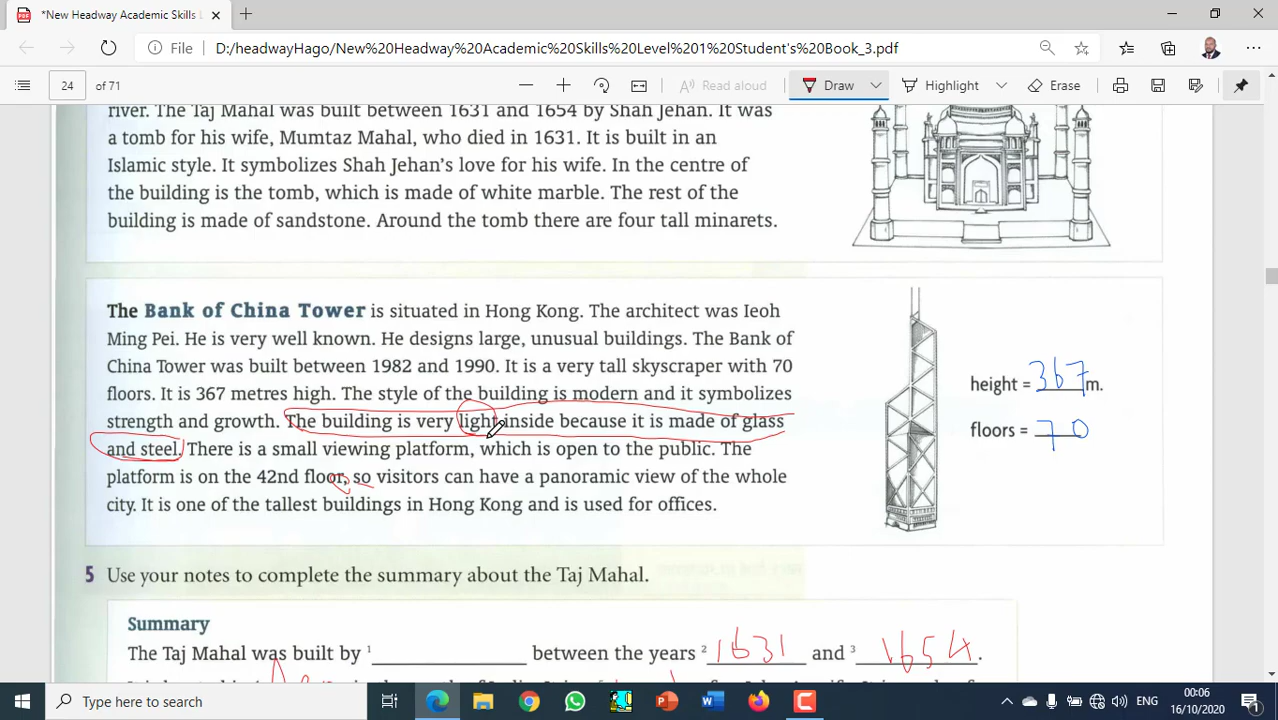 *New Headway Academic Skills L
File
D:/headwayHago/New%20Headway%20Academic%20Skills%20Level%201%20Student's%20Book_3.pdf
24 of 71
Read aloud
Draw
Highlight
Erase
river. The Taj Mahal was built between 1631 and 1654 by Shah Jehan. It was
a tomb for his wife, Mumtaz Mahal, who died in 1631. It is built in an
Islamic style. It symbolizes Shah Jehan's love for his wife. In the centre of
the building is the tomb, which is made of white marble. The rest of the
building is made of sandstone. Around the tomb there are four tall minarets.
The Bank of China Tower is situated in Hong Kong. The architect was Ieoh
Ming Pei. He is very well known. He designs large, unusual buildings. The Bank of
China Tower was built between 1982 and 1990. It is a very tall skyscraper with 70
floors. It is 367 metres high. The style of the building is modern and it symbolizes
strength and growth. The building is very light inside because it is made of glass
and steel. There is a small viewing platform, which is open to the public. The
platform is on the 42nd floor, so visitors can have a panoramic view of the whole
city. It is one of the tallest buildings in Hong Kong and is used for offices.
height = 367 m.
floors = 70
5 Use your notes to complete the summary about the Taj Mahal.
Summary
The Taj Mahal was built by 1 ____________ between the years 2 1631 and 3 1654.
Type here to search
ENG
00:06
16/10/2020